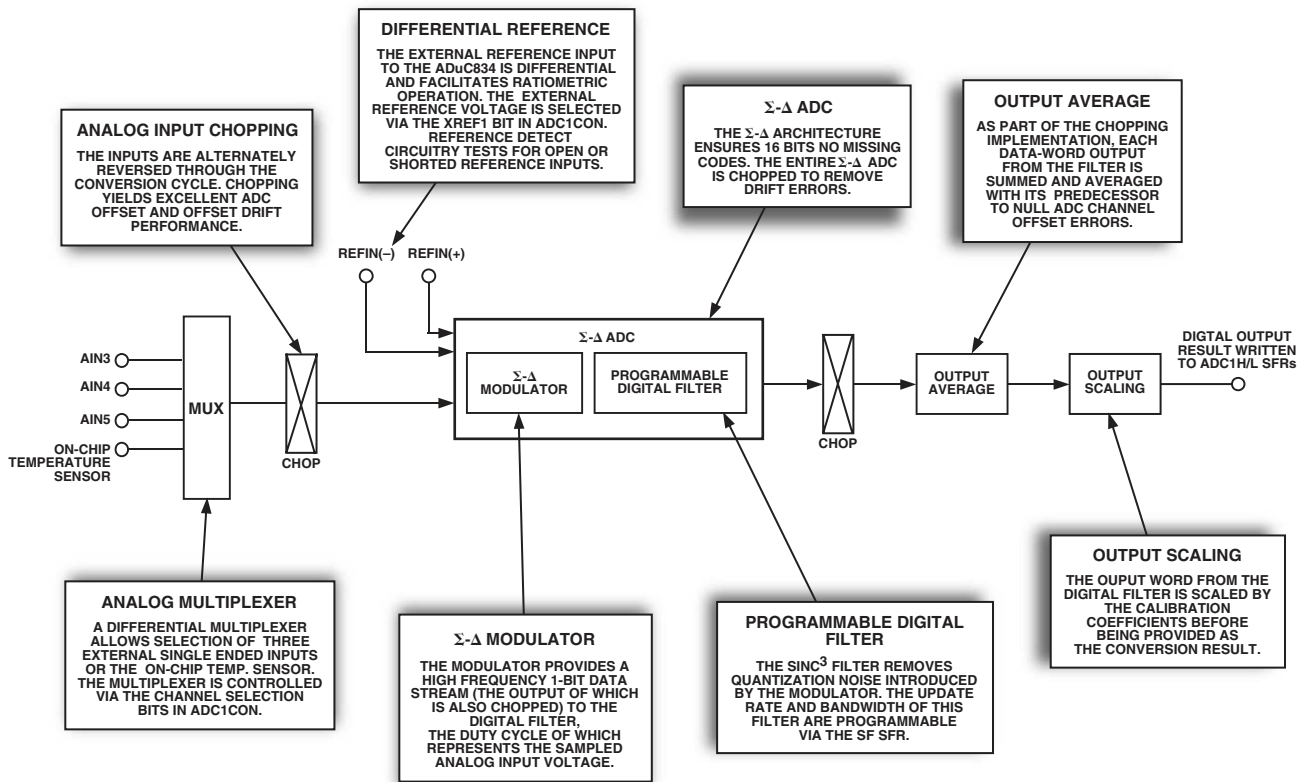 DIFFERENTIAL REFERENCE
THE EXTERNAL REFERENCE INPUT
TO THE ADuC834 IS DIFFERENTIAL
AND FACILITATES RATIOMETRIC
OPERATION. THE EXTERNAL
REFERENCE VOLTAGE IS SELECTED
VIA THE XREF1 BIT IN ADC1CON.
REFERENCE DETECT
CIRCUITRY TESTS FOR OPEN OR
SHORTED REFERENCE INPUTS.
ANALOG INPUT CHOPPING
THE INPUTS ARE ALTERNATELY
REVERSED THROUGH THE
CONVERSION CYCLE. CHOPPING
YIELDS EXCELLENT ADC
OFFSET AND OFFSET DRIFT
PERFORMANCE.
Σ-Δ ADC
THE Σ-Δ ARCHITECTURE
ENSURES 16 BITS NO MISSING
CODES. THE ENTIRE Σ-Δ ADC
IS CHOPPED TO REMOVE
DRIFT ERRORS.
OUTPUT AVERAGE
AS PART OF THE CHOPPING
IMPLEMENTATION, EACH
DATA-WORD OUTPUT
FROM THE FILTER IS
SUMMED AND AVERAGED
WITH ITS PREDECESSOR
TO NULL ADC CHANNEL
OFFSET ERRORS.
REFIN(–) REFIN(+)
AIN3
AIN4
AIN5
ON-CHIP
TEMPERATURE
SENSOR
MUX
CHOP
Σ-Δ ADC
Σ-Δ
MODULATOR
PROGRAMMABLE
DIGITAL FILTER
CHOP
OUTPUT
AVERAGE
OUTPUT
SCALING
DIGTAL OUTPUT
RESULT WRITTEN
TO ADC1H/L SFRs
ANALOG MULTIPLEXER
A DIFFERENTIAL MULTIPLEXER
ALLOWS SELECTION OF THREE
EXTERNAL SINGLE ENDED INPUTS
OR THE ON-CHIP TEMP. SENSOR.
THE MULTIPLEXER IS CONTROLLED
VIA THE CHANNEL SELECTION
BITS IN ADC1CON.
Σ-Δ MODULATOR
THE MODULATOR PROVIDES A
HIGH FREQUENCY 1-BIT DATA
STREAM (THE OUTPUT OF WHICH
IS ALSO CHOPPED) TO THE
DIGITAL FILTER,
THE DUTY CYCLE OF WHICH
REPRESENTS THE SAMPLED
ANALOG INPUT VOLTAGE.
PROGRAMMABLE DIGITAL
FILTER
THE SINC³ FILTER REMOVES
QUANTIZATION NOISE INTRODUCED
BY THE MODULATOR. THE UPDATE
RATE AND BANDWIDTH OF THIS
FILTER ARE PROGRAMMABLE
VIA THE SF SFR.
OUTPUT SCALING
THE OUPUT WORD FROM THE
DIGITAL FILTER IS SCALED BY
THE CALIBRATION
COEFFICIENTS BEFORE
BEING PROVIDED AS
THE CONVERSION RESULT.